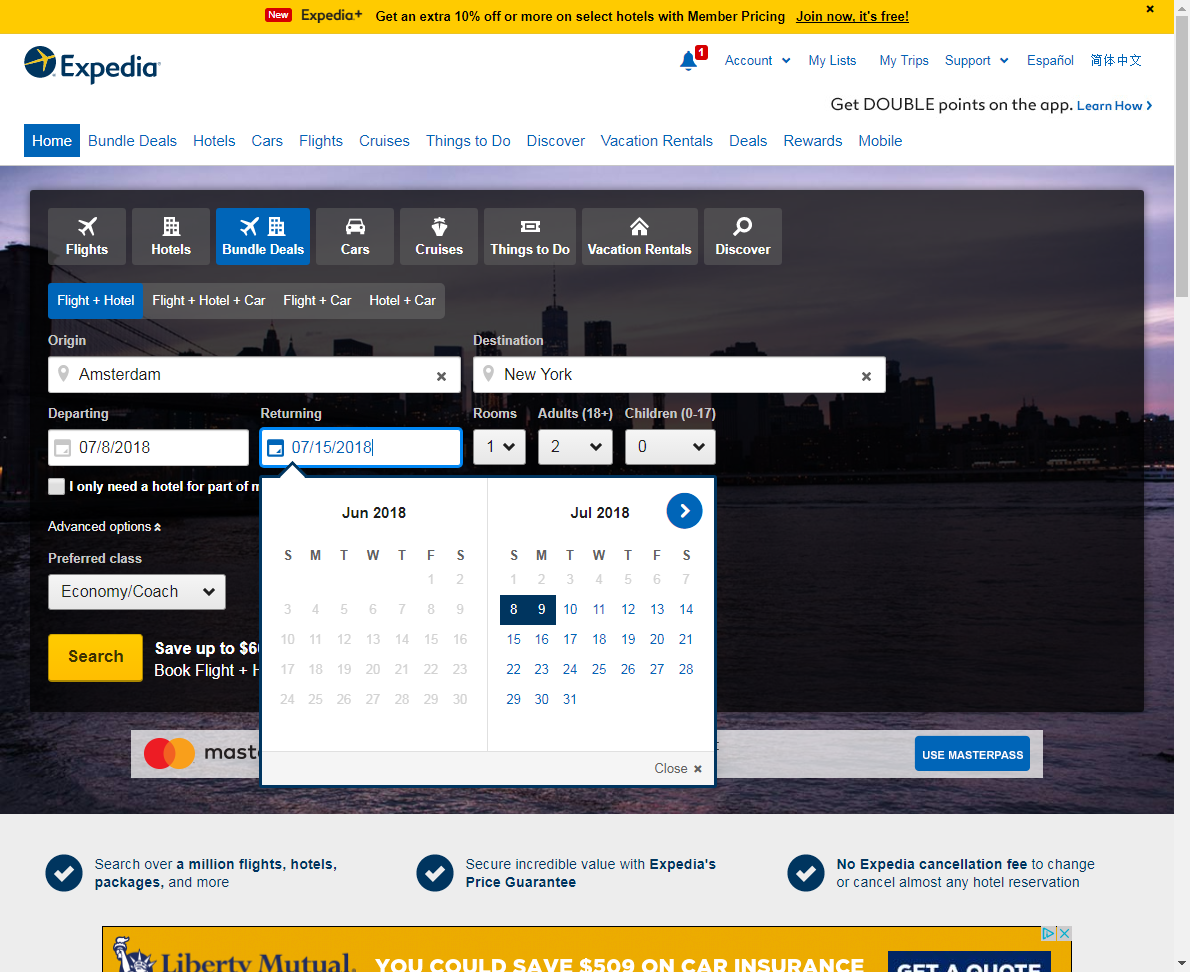 New Expedia+ Get an extra 10% off or more on select hotels with Member Pricing Join now, it's free!
Expedia
1 Account My Lists My Trips Support Español 简体中文
Get DOUBLE points on the app. Learn How
Home Bundle Deals Hotels Cars Flights Cruises Things to Do Discover Vacation Rentals Deals Rewards Mobile
Flights Hotels Bundle Deals Cars Cruises Things to Do Vacation Rentals Discover
Flight + Hotel Flight + Hotel + Car Flight + Car Hotel + Car
Origin Destination
Amsterdam New York
Departing Returning Rooms Adults (18+) Children (0-17)
07/8/2018 07/15/2018 1 2 0
I only need a hotel for part of m
Advanced options
Preferred class
Economy/Coach
Search
Save up to $6
Book Flight + H
Jun 2018
S M T W T F S
1 2
3 4 5 6 7 8 9
10 11 12 13 14 15 16
17 18 19 20 21 22 23
24 25 26 27 28 29 30
Jul 2018
S M T W T F S
1 2 3 4 5 6 7
8 9 10 11 12 13 14
15 16 17 18 19 20 21
22 23 24 25 26 27 28
29 30 31
Close
mast
USE MASTERPASS
Search over a million flights, hotels,
packages, and more
Secure incredible value with Expedia's
Price Guarantee
No Expedia cancellation fee to change
or cancel almost any hotel reservation
Liberty Mutual. YOU COULD SAVE $509 ON CAR INSURANCE GET A QUOTE